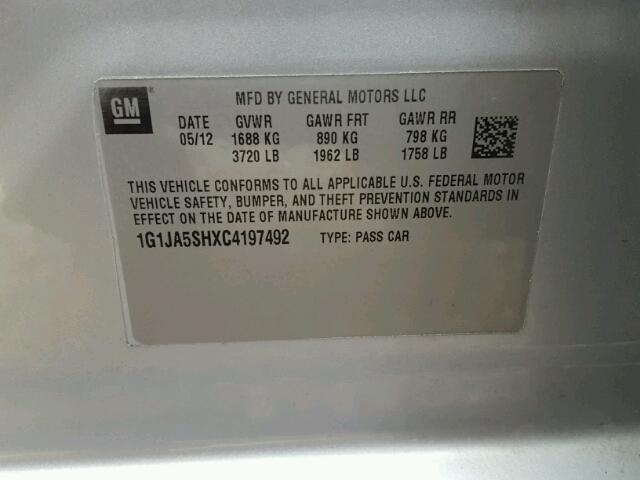 GM ®
MFD BY GENERAL MOTORS LLC
DATE GVWR GAWR FRT GAWR RR
05/12 1688 KG 890 KG 798 KG
3720 LB 1962 LB 1758 LB
THIS VEHICLE CONFORMS TO ALL APPLICABLE U.S. FEDERAL MOTOR
VEHICLE SAFETY, BUMPER, AND THEFT PREVENTION STANDARDS IN
EFFECT ON THE DATE OF MANUFACTURE SHOWN ABOVE.
1G1JA5SHXC4197492 TYPE: PASS CAR